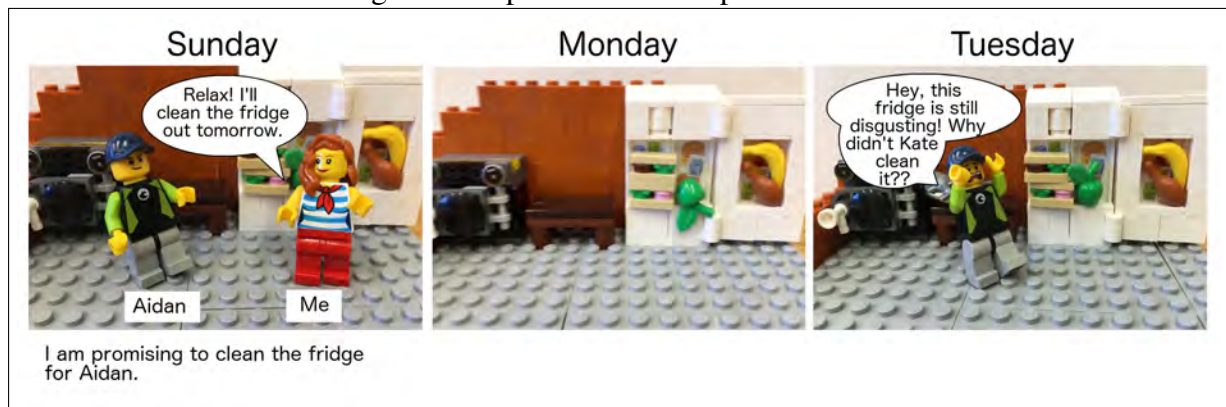 Sunday
Monday
Tuesday
Relax! I'll
clean the fridge
out tomorrow.
Hey, this
fridge is still
disgusting! Why
didn't Kate
clean
it??
Aidan
Me
I am promising to clean the fridge
for Aidan.